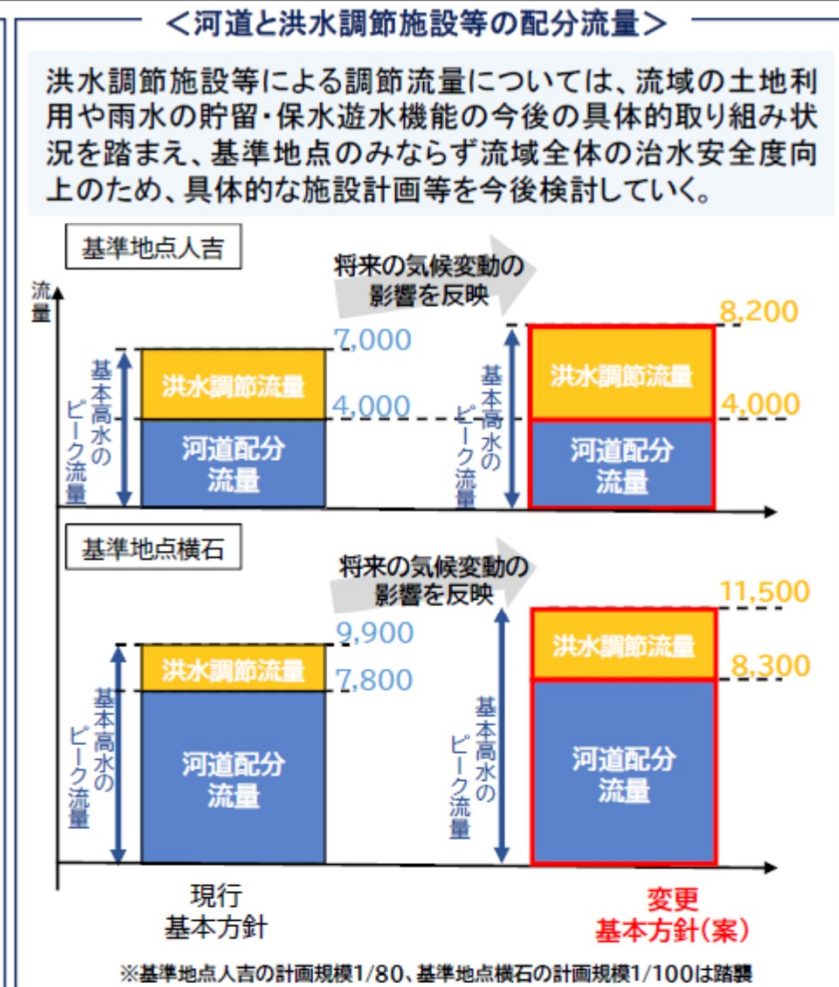 ＜河道と洪水調節施設等の配分流量＞
洪水調節施設等による調節流量については、流域の土地利
用や雨水の貯留・保水遊水機能の今後の具体的取り組み状
況を踏まえ、基準地点のみならず流域全体の治水安全度向
上のため、具体的な施設計画等を今後検討していく。
基準地点人吉
流量
将来の気候変動の
影響を反映
7,000
4,000
洪水調節流量
河道配分
流量
基本高水の
ピーク流量
8,200
4,000
洪水調節流量
河道配分
流量
基本高水の
ピーク流量
基準地点横石
将来の気候変動の
影響を反映
9,900
7,800
洪水調節流量
河道配分
流量
基本高水の
ピーク流量
11,500
8,300
洪水調節流量
河道配分
流量
基本高水の
ピーク流量
現行
基本方針
変更
基本方針(案)
※基準地点人吉の計画規模1/80、基準地点横石の計画規模1/100は踏襲